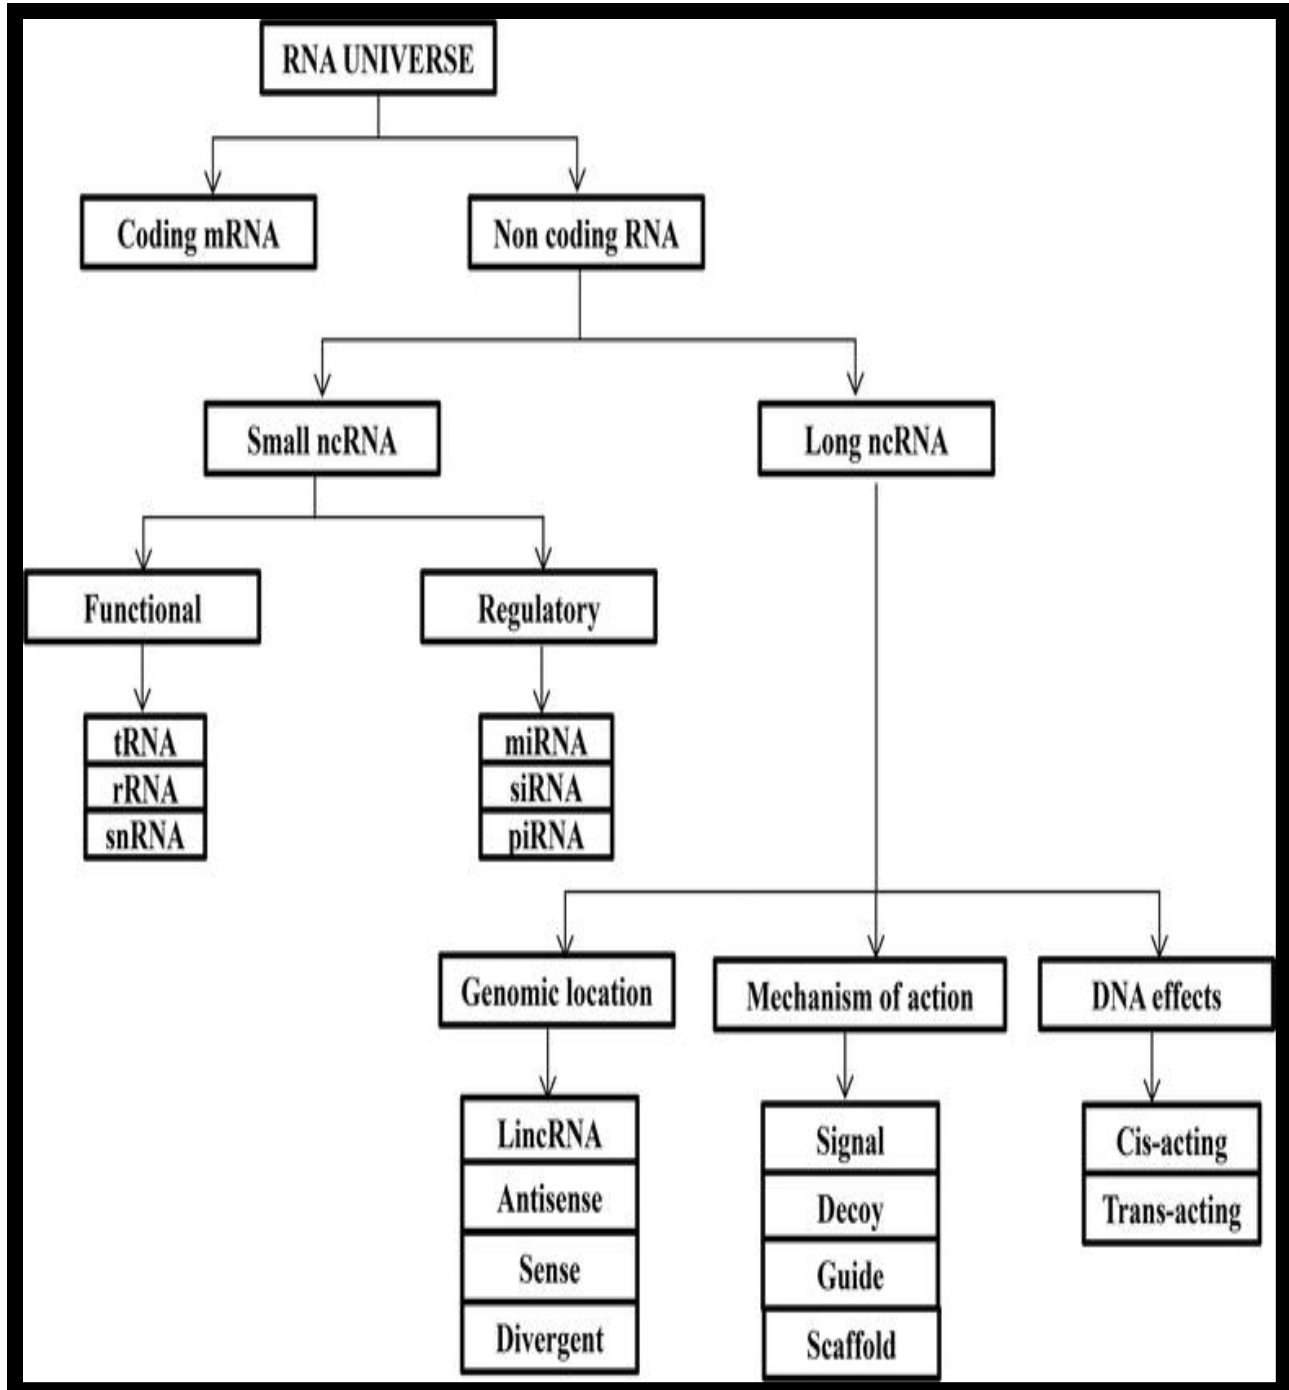 RNA UNIVERSE
Coding mRNA
Non coding RNA
Small ncRNA
Long ncRNA
Functional
Regulatory
tRNA
rRNA
snRNA
miRNA
siRNA
piRNA
Genomic location
Mechanism of action
DNA effects
LincRNA
Antisense
Sense
Divergent
Signal
Decoy
Guide
Scaffold
Cis-acting
Trans-acting